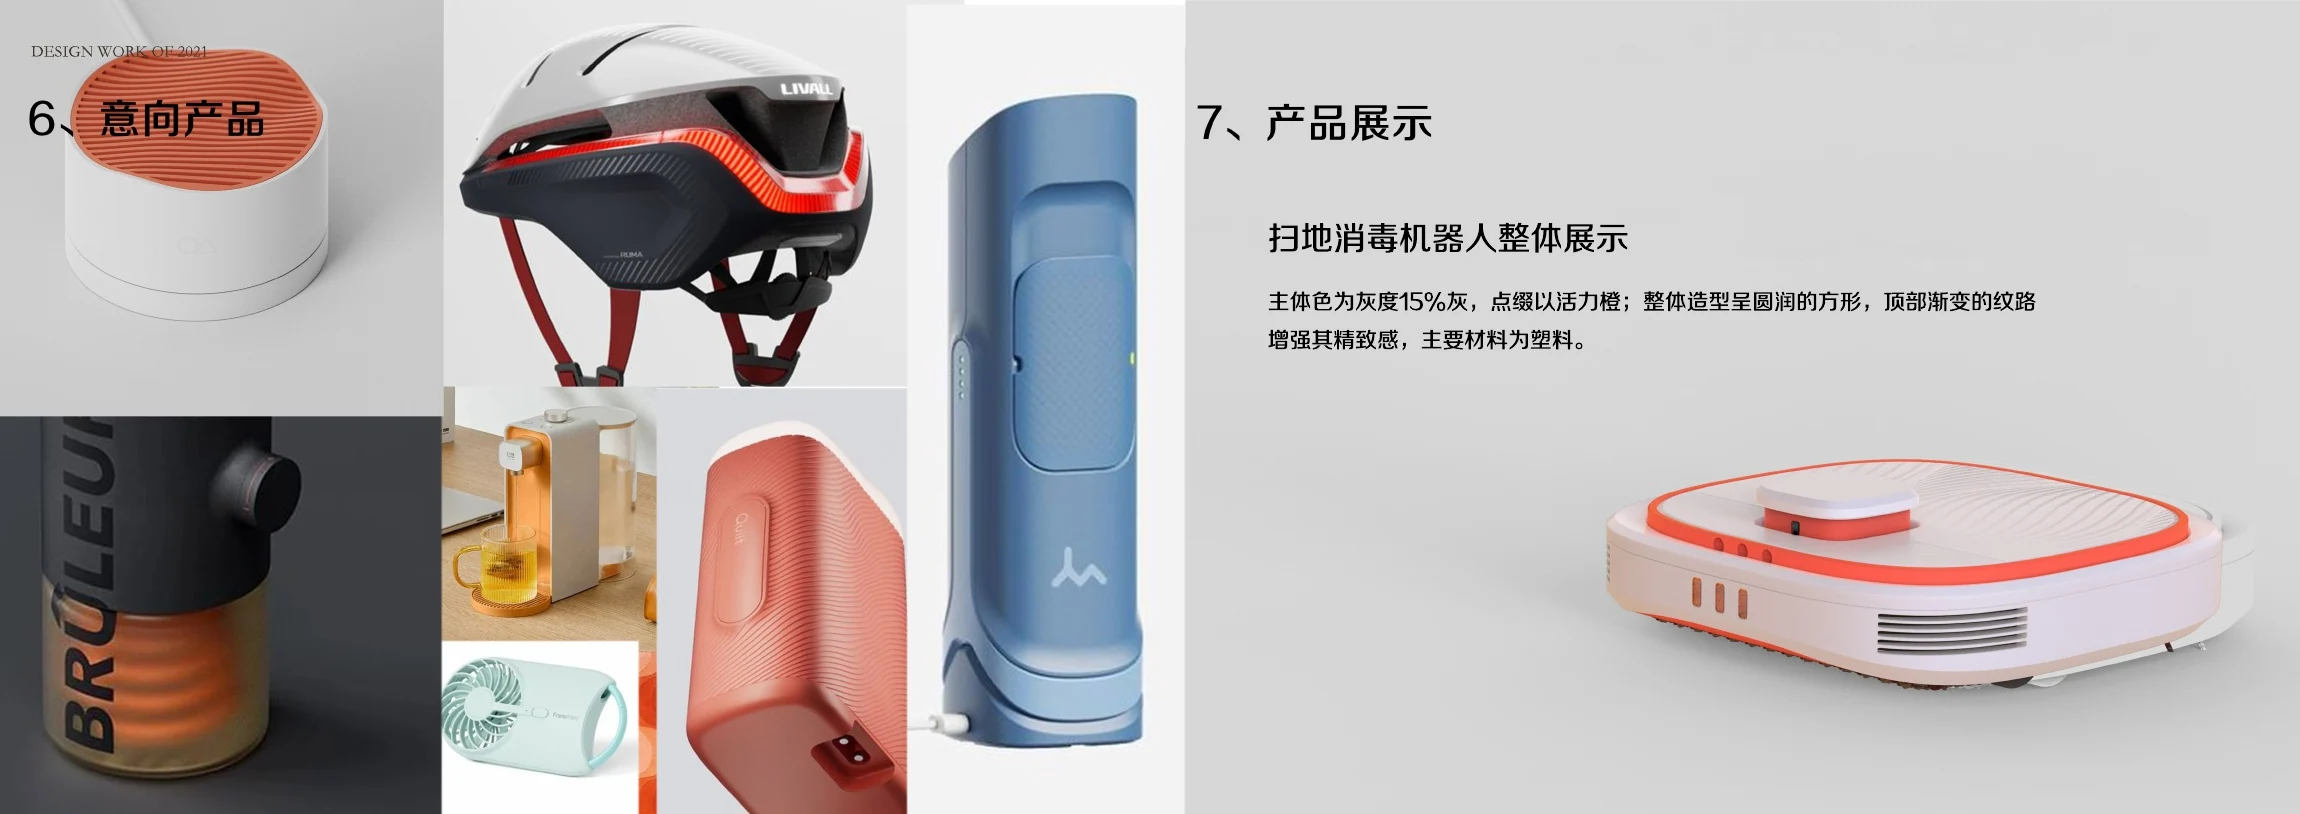 DESIGN WORK OF 2021
6、意向产品
LIVALL
RUMA
BRÛLEUR
Quiit
7、产品展示
扫地消毒机器人整体展示
主体色为灰度15%灰，点缀以活力橙；整体造型呈圆润的方形，顶部渐变的纹路
增强其精致感，主要材料为塑料。